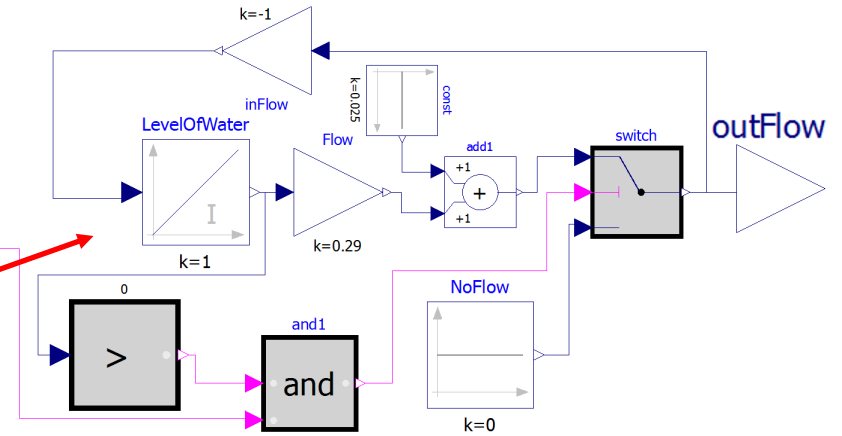 k=-1
inFlow
LevelOfWater
I
k=1
Flow
k=0.29
k=0.025
const
add1
+1
+
+1
switch
outFlow
0
>
and1
and
NoFlow
k=0